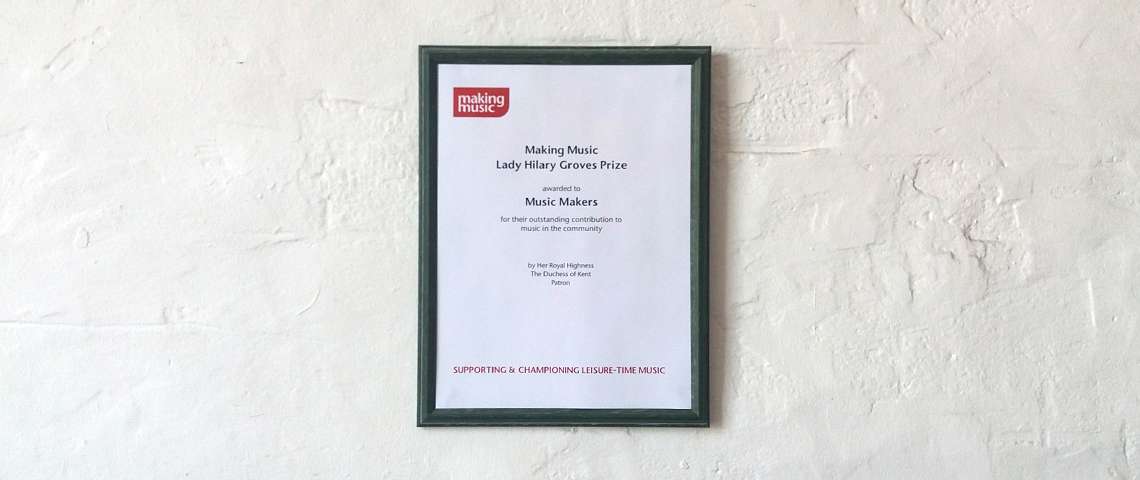 making
music
Making Music
Lady Hilary Groves Prize
awarded to
Music Makers
for their outstanding contribution to
music in the community
by Her Royal Highness
The Duchess of Kent
Patron
SUPPORTING & CHAMPIONING LEISURE-TIME MUSIC